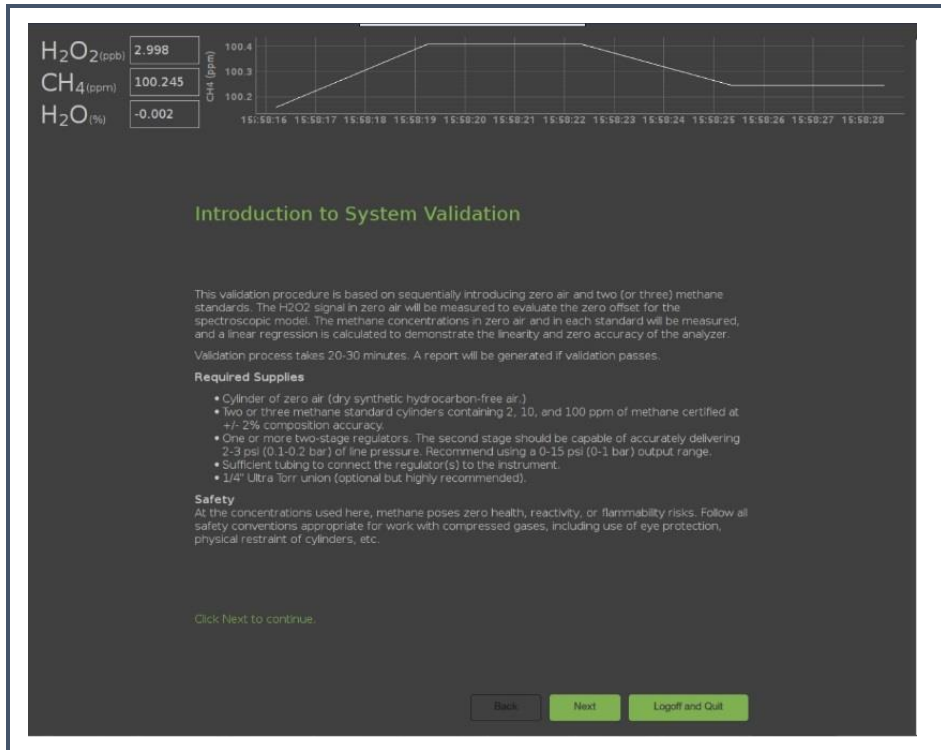 H2O2(ppb) 2.998
CH4(ppm) 100.245
H2O(%) -0.002
CH4 (ppm)
100.4
100.3
100.2
15:58:16 15:58:17 15:58:18 15:58:19 15:58:20 15:58:21 15:58:22 15:58:23 15:58:24 15:58:25 15:58:26 15:58:27 15:58:28
Introduction to System Validation
This validation procedure is based on sequentially introducing zero air and two (or three) methane
standards. The H2O2 signal in zero air will be measured to evaluate the zero offset for the
spectroscopic model. The methane concentrations in zero air and in each standard will be measured,
and a linear regression is calculated to demonstrate the linearity and zero accuracy of the analyzer.
Validation process takes 20-30 minutes. A report will be generated if validation passes.
Required Supplies
• Cylinder of zero air (dry synthetic hydrocarbon-free air.)
• Two or three methane standard cylinders containing 2, 10, and 100 ppm of methane certified at
+/- 2% composition accuracy.
• One or more two-stage regulators. The second stage should be capable of accurately delivering
2-3 psi (0.1-0.2 bar) of line pressure. Recommend using a 0-15 psi (0-1 bar) output range.
• Sufficient tubing to connect the regulator(s) to the instrument.
• 1/4" Ultra Torr union (optional but highly recommended).
Safety
At the concentrations used here, methane poses zero health, reactivity, or flammability risks. Follow all
safety conventions appropriate for work with compressed gases, including use of eye protection,
physical restraint of cylinders, etc.
Click Next to continue.
Back Next Logoff and Quit